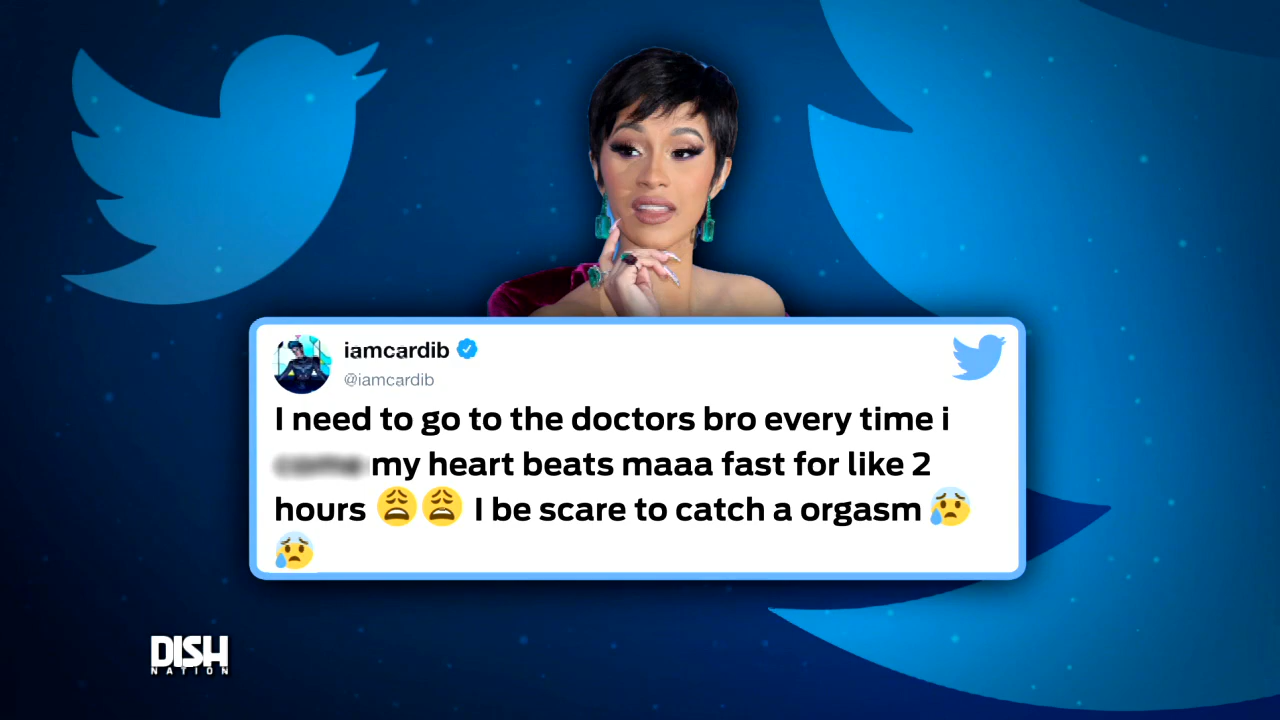 iamcardib
@iamcardib
I need to go to the doctors bro every time i
my heart beats maaa fast for like 2
hours 😩😩 I be scare to catch a orgasm 😰
😰
DISH
NATION